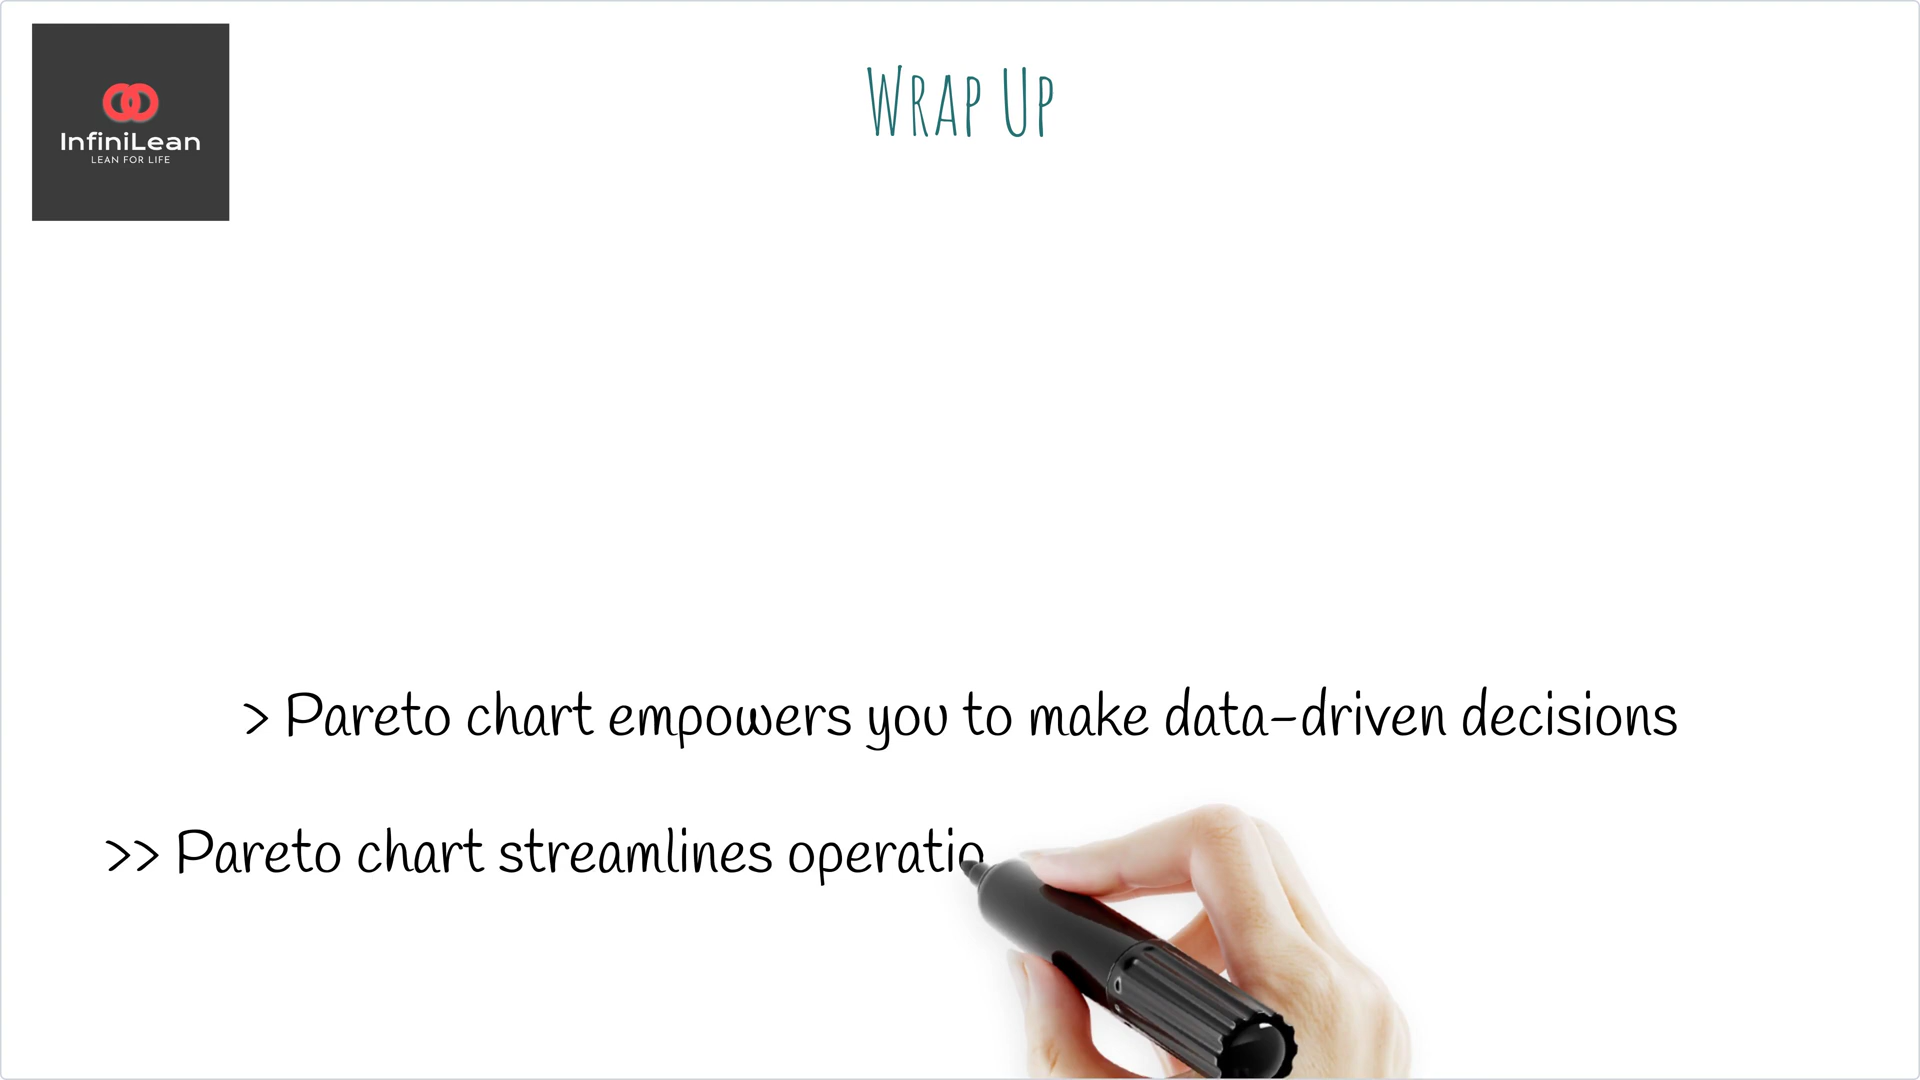 InfiniLean
LEAN FOR LIFE
Wrap Up
> Pareto chart empowers you to make data-driven decisions
>> Pareto chart streamlines operatio